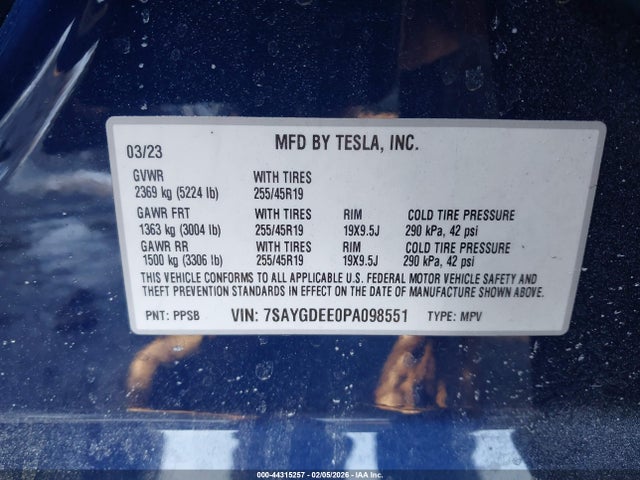 03/23 MFD BY TESLA, INC.
GVWR WITH TIRES
2369 kg (5224 lb) 255/45R19
GAWR FRT WITH TIRES RIM COLD TIRE PRESSURE
1363 kg (3004 lb) 255/45R19 19X9.5J 290 kPa, 42 psi
GAWR RR WITH TIRES RIM COLD TIRE PRESSURE
1500 kg (3306 lb) 255/45R19 19X9.5J 290 kPa, 42 psi
THIS VEHICLE CONFORMS TO ALL APPLICABLE U.S. FEDERAL MOTOR VEHICLE SAFETY AND
THEFT PREVENTION STANDARDS IN EFFECT ON THE DATE OF MANUFACTURE SHOWN ABOVE.
PNT: PPSB VIN: 7SAYGDEE0PA098551 TYPE: MPV
000-44315257 - 02/05/2026 - IAA Inc.